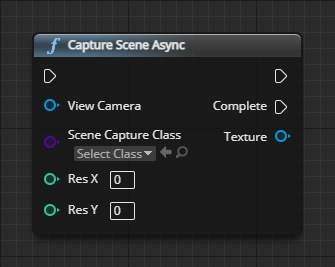 Capture Scene Async
View Camera
Complete
Scene Capture Class
Select Class
Texture
Res X 0
Res Y 0